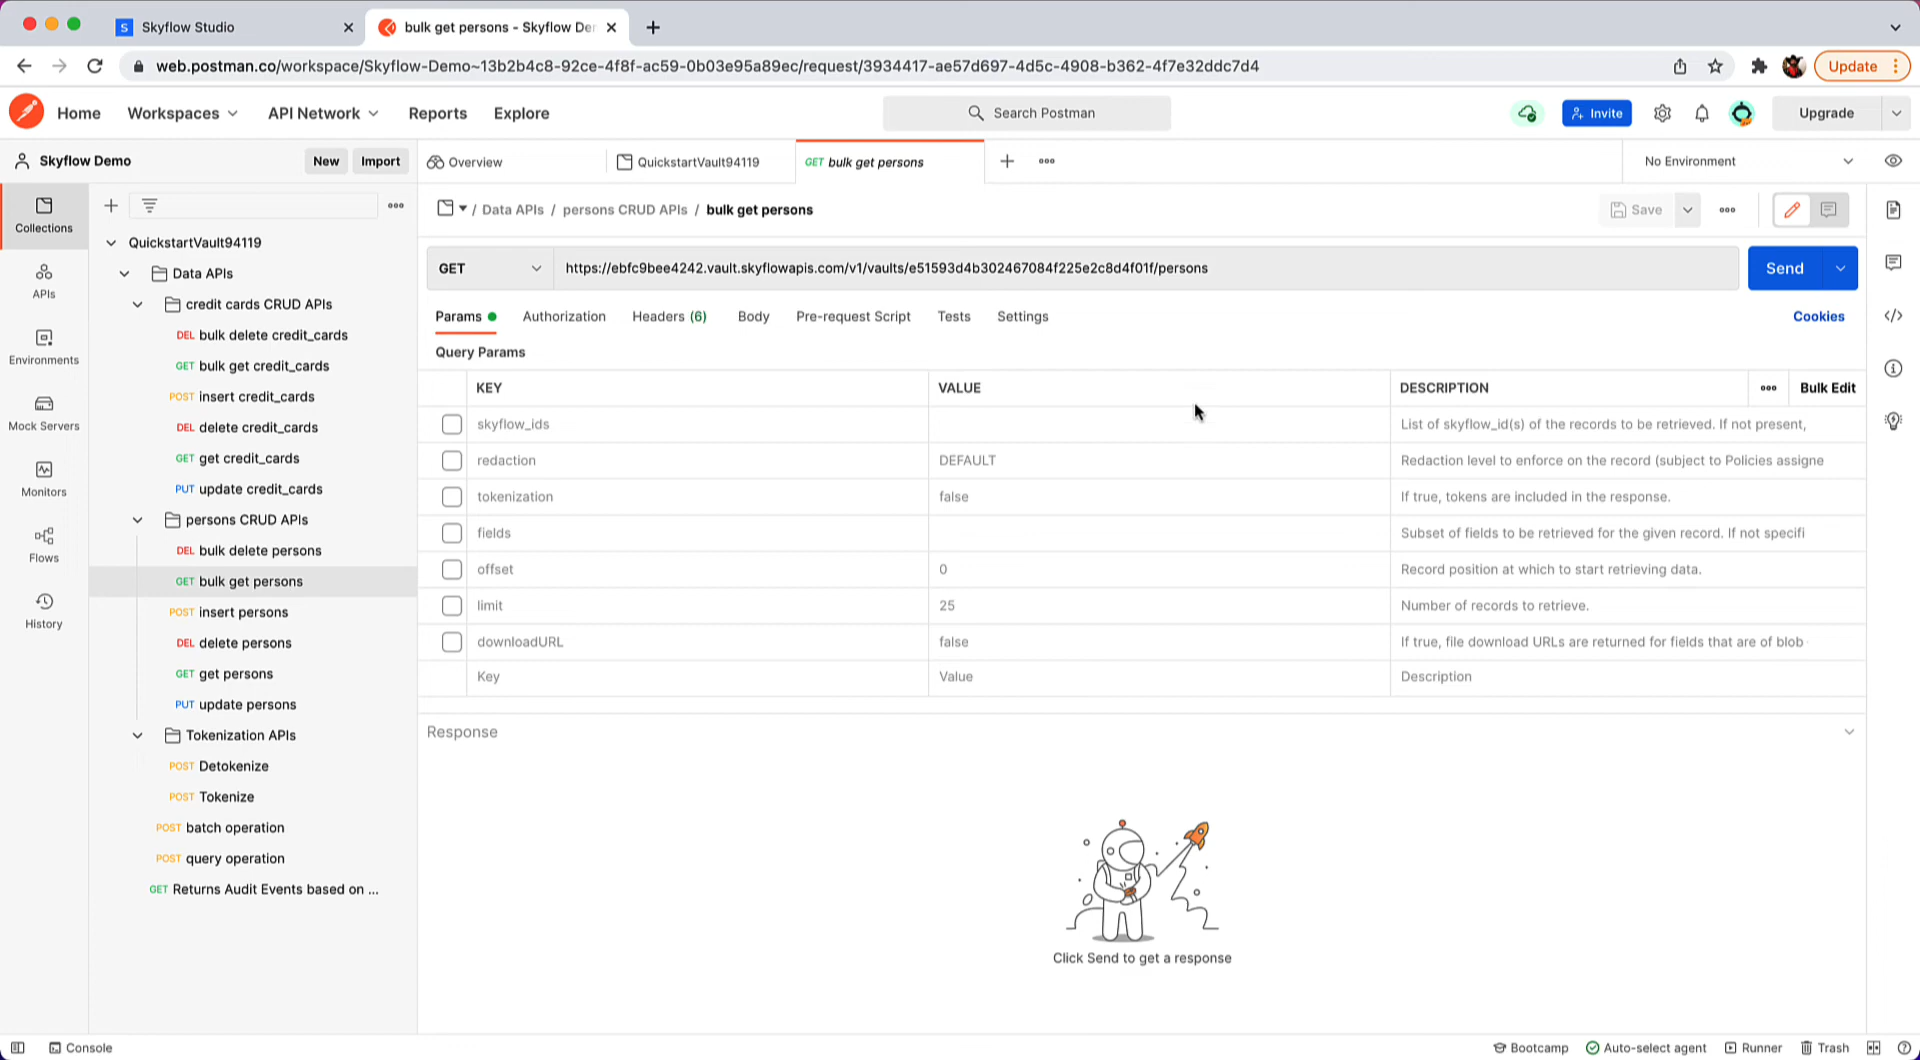 Skyflow Studio
bulk get persons - Skyflow De
web.postman.co/workspace/Skyflow-Demo~13b2b4c8-92ce-4f8f-ac59-0b03e95a89ec/request/3934417-ae57d697-4d5c-4908-b362-4f7e32ddc7d4
Update
Home
Workspaces
API Network
Reports
Explore
Search Postman
Invite
Upgrade
Skyflow Demo
New
Import
Overview
QuickstartVault94119
GET bulk get persons
No Environment
Collections
APIs
Environments
Mock Servers
Monitors
Flows
History
QuickstartVault94119
Data APIs
credit cards CRUD APIs
DEL bulk delete credit_cards
GET bulk get credit_cards
POST insert credit_cards
DEL delete credit_cards
GET get credit_cards
PUT update credit_cards
persons CRUD APIs
DEL bulk delete persons
GET bulk get persons
POST insert persons
DEL delete persons
GET get persons
PUT update persons
Tokenization APIs
POST Detokenize
POST Tokenize
POST batch operation
POST query operation
GET Returns Audit Events based on ...
/ Data APIs / persons CRUD APIs / bulk get persons
Save
GET
https://ebfc9bee4242.vault.skyflowapis.com/v1/vaults/e51593d4b302467084f225e2c8d4f01f/persons
Send
Params
Authorization
Headers (6)
Body
Pre-request Script
Tests
Settings
Cookies
Query Params
KEY VALUE DESCRIPTION Bulk Edit
skyflow_ids List of skyflow_id(s) of the records to be retrieved. If not present,
redaction DEFAULT Redaction level to enforce on the record (subject to Policies assigne
tokenization false If true, tokens are included in the response.
fields Subset of fields to be retrieved for the given record. If not specifi
offset 0 Record position at which to start retrieving data.
limit 25 Number of records to retrieve.
downloadURL false If true, file download URLs are returned for fields that are of blob
Key Value Description
Response
Click Send to get a response
Console
Bootcamp
Auto-select agent
Runner
Trash